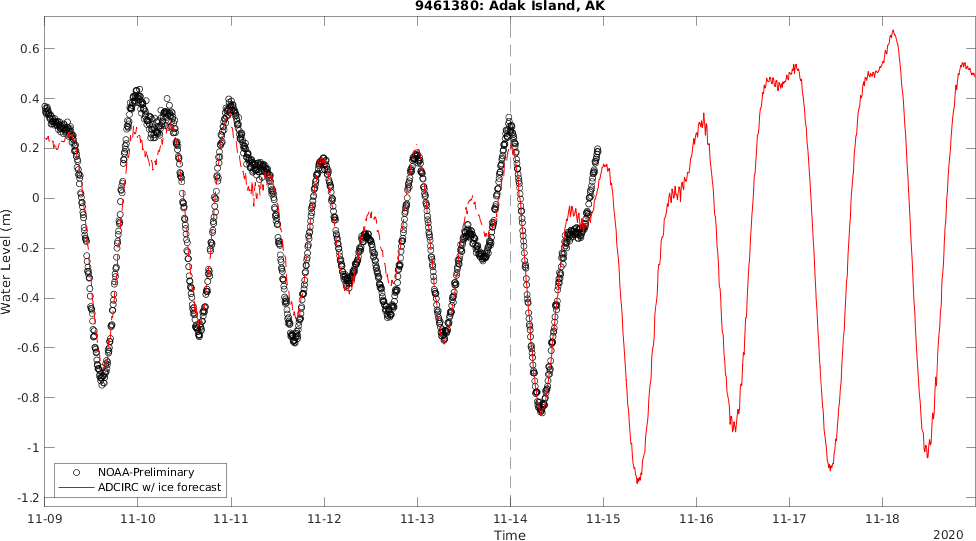 9461380: Adak Island, AK
0.6
0.4
0.2
0
-0.2
-0.4
-0.6
-0.8
-1
-1.2
Water Level (m)
NOAA-Preliminary
ADCIRC w/ ice forecast
11-09 11-10 11-11 11-12 11-13 11-14 11-15 11-16 11-17 11-18
Time
2020